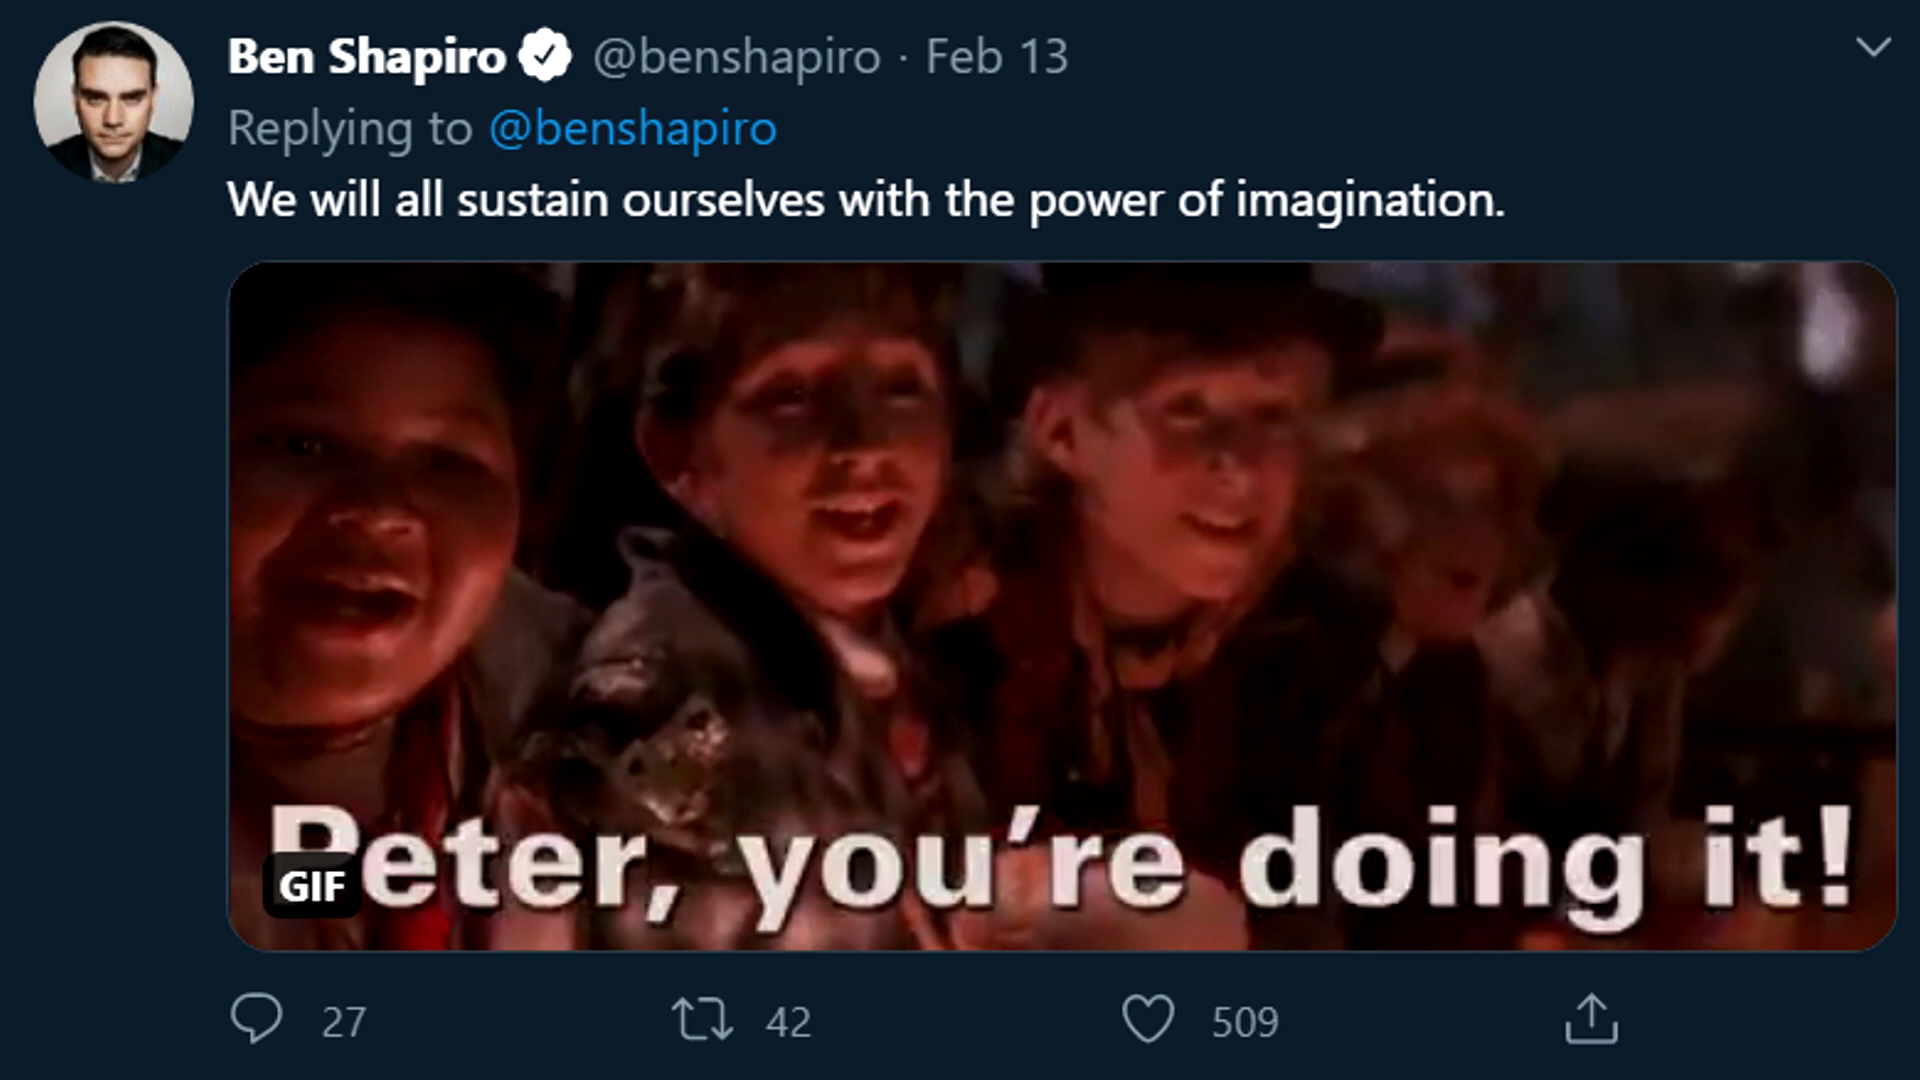 Ben Shapiro @benshapiro · Feb 13
Replying to @benshapiro
We will all sustain ourselves with the power of imagination.
Peter, you're doing it!
GIF
27 42 509